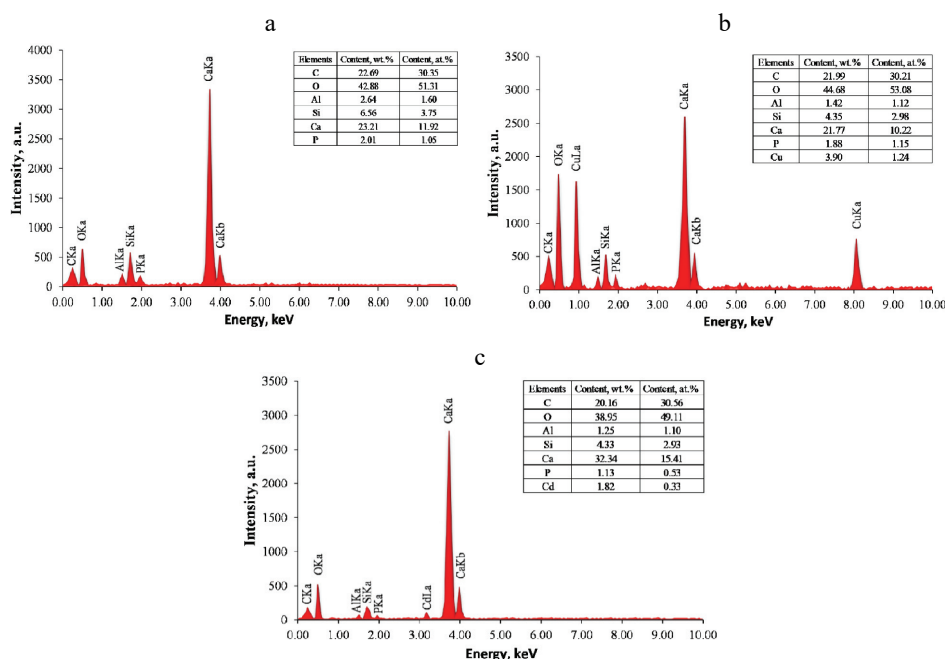 a
Intensity, a.u.
4000
3500
3000
2500
2000
1500
1000
500
0
CKa
OKa
AlKa
SiKa
PKa
CaKa
CaKb
0.00 1.00 2.00 3.00 4.00 5.00 6.00 7.00 8.00 9.00 10.00
Energy, keV
Elements Content, wt.% Content, at.%
C 22.69 30.35
O 42.88 51.31
Al 2.64 1.60
Si 6.56 3.75
Ca 23.21 11.92
P 2.01 1.05
b
Intensity, a.u.
3500
3000
2500
2000
1500
1000
500
0
CKa
OKa
CuLa
AlKa
SiKa
PKa
CaKa
CaKb
CuKa
0.00 1.00 2.00 3.00 4.00 5.00 6.00 7.00 8.00 9.00 10.00
Energy, keV
Elements Content, wt.% Content, at.%
C 21.99 30.21
O 44.68 53.08
Al 1.42 1.12
Si 4.35 2.98
Ca 21.77 10.22
P 1.88 1.15
Cu 3.90 1.24
c
Intensity, a.u.
3500
3000
2500
2000
1500
1000
500
0
CKa
OKa
AlKa
SiKa
PKa
CdLa
CaKa
CaKb
0.00 1.00 2.00 3.00 4.00 5.00 6.00 7.00 8.00 9.00 10.00
Energy, keV
Elements Content, wt.% Content, at.%
C 20.16 30.56
O 38.95 49.11
Al 1.25 1.10
Si 4.33 2.93
Ca 32.34 15.41
P 1.13 0.53
Cd 1.82 0.33